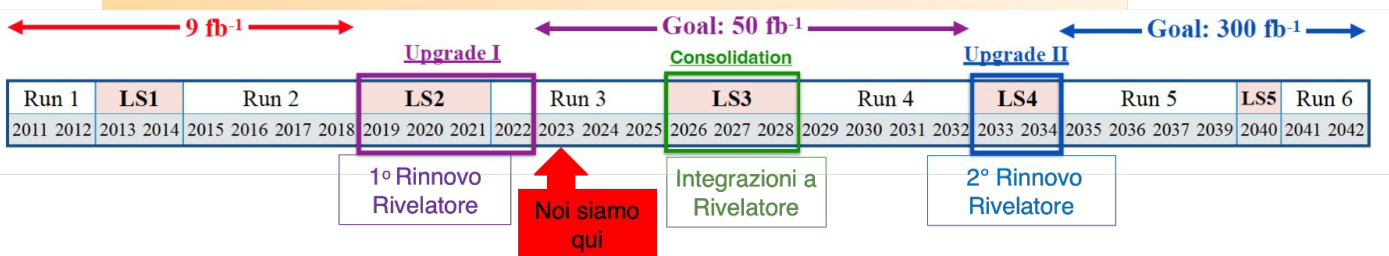 9 fb-1
Goal: 50 fb-1
Goal: 300 fb-1
Upgrade I
Consolidation
Upgrade II
Run 1 LS1 Run 2 LS2 Run 3 LS3 Run 4 LS4 Run 5 LS5 Run 6
2011 2012 2013 2014 2015 2016 2017 2018 2019 2020 2021 2022 2023 2024 2025 2026 2027 2028 2029 2030 2031 2032 2033 2034 2035 2036 2037 2039 2040 2041 2042
1o Rinnovo
Rivelatore
Noi siamo
qui
Integrazioni a
Rivelatore
2° Rinnovo
Rivelatore